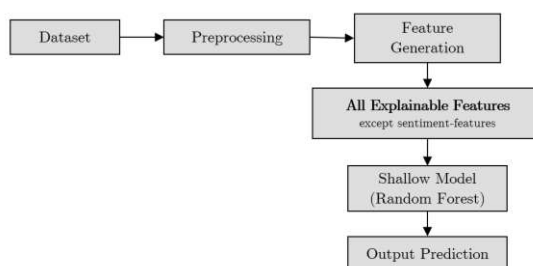 Dataset
Preprocessing
Feature
Generation
All Explainable Features
except sentiment-features
Shallow Model
(Random Forest)
Output Prediction